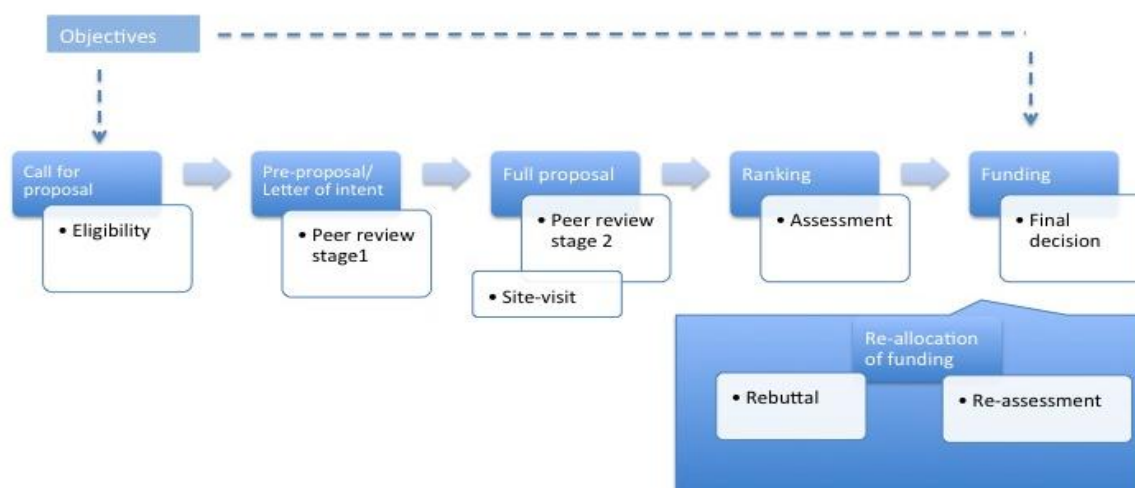 Objectives
Call for
proposal
• Eligibility
Pre-proposal/
Letter of intent
• Peer review
stage1
Full proposal
• Peer review
stage 2
• Site-visit
Ranking
• Assessment
Funding
• Final
decision
Re-allocation
of funding
• Rebuttal
• Re-assessment